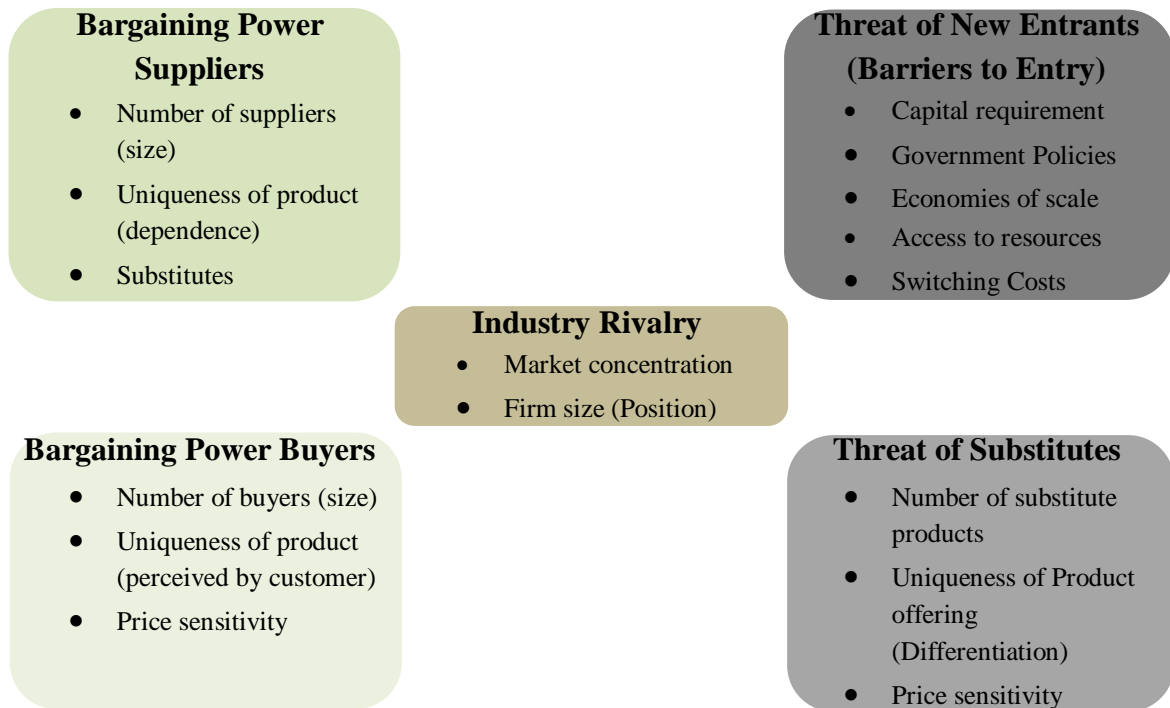 Bargaining Power
Suppliers
• Number of suppliers
(size)
• Uniqueness of product
(dependence)
• Substitutes
Threat of New Entrants
(Barriers to Entry)
• Capital requirement
• Government Policies
• Economies of scale
• Access to resources
• Switching Costs
Industry Rivalry
• Market concentration
• Firm size (Position)
Bargaining Power Buyers
• Number of buyers (size)
• Uniqueness of product
(perceived by customer)
• Price sensitivity
Threat of Substitutes
• Number of substitute
products
• Uniqueness of Product
offering
(Differentiation)
• Price sensitivity